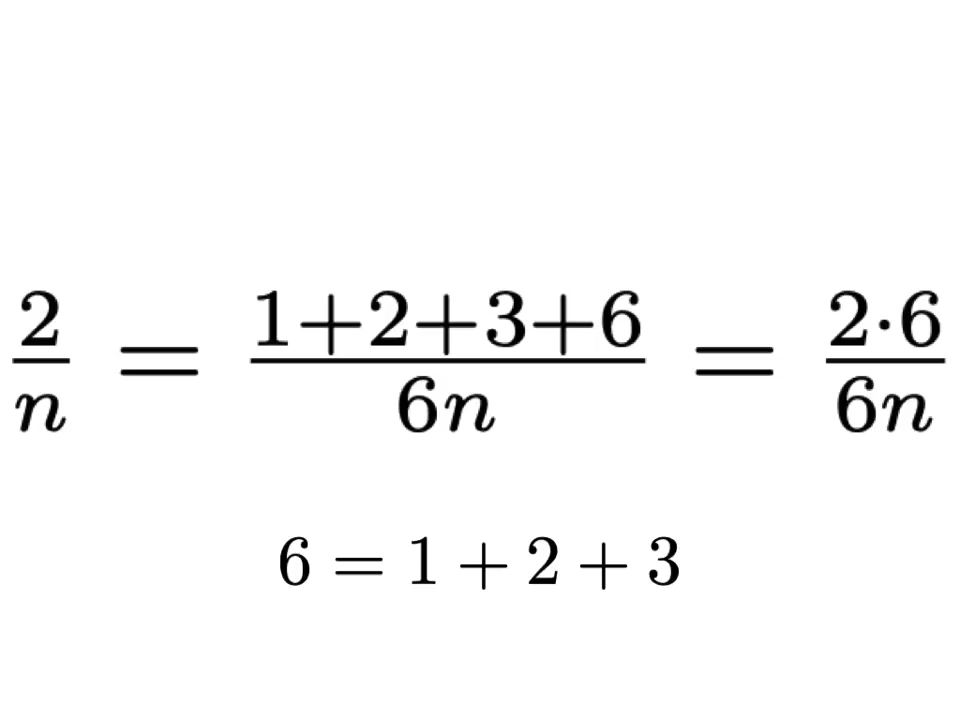 2/n = (1+2+3+6)/(6n) = (2·6)/(6n)
6 = 1 + 2 + 3